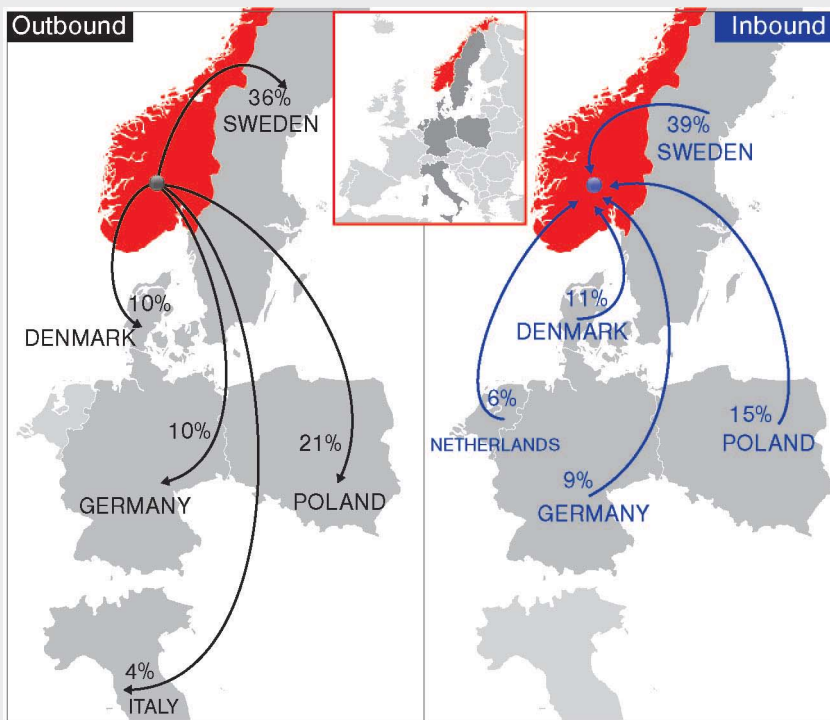 Outbound
36%
SWEDEN
10%
DENMARK
10%
GERMANY
21%
POLAND
4%
ITALY
Inbound
39%
SWEDEN
11%
DENMARK
6%
NETHERLANDS
15%
POLAND
9%
GERMANY